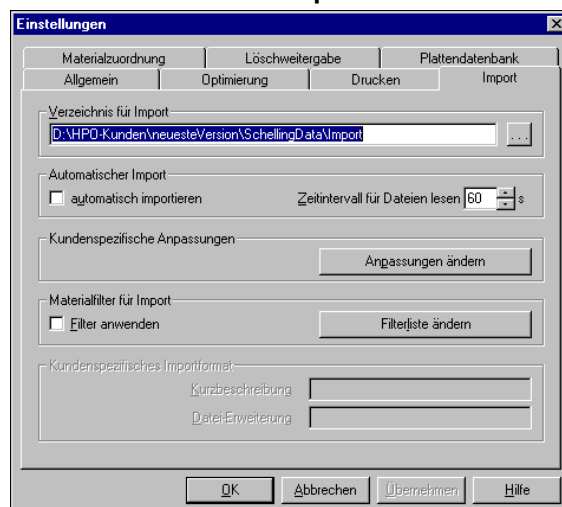 Einstellungen
Materialzuordnung Löschweitergabe Plattendatenbank
Allgemein Optimierung Drucken Import
Verzeichnis für Import
D:\HPO-Kunden\neuesteVersion\SchellingData\Import ...
Automatischer Import
automatisch importieren Zeitintervall für Dateien lesen 60 s
Kundenspezifische Anpassungen
Anpassungen ändern
Materialfilter für Import
Filter anwenden Filterliste ändern
Kundenspezifisches Importformat
Kurzbeschreibung
Datei-Erweiterung
OK Abbrechen Übernehmen Hilfe